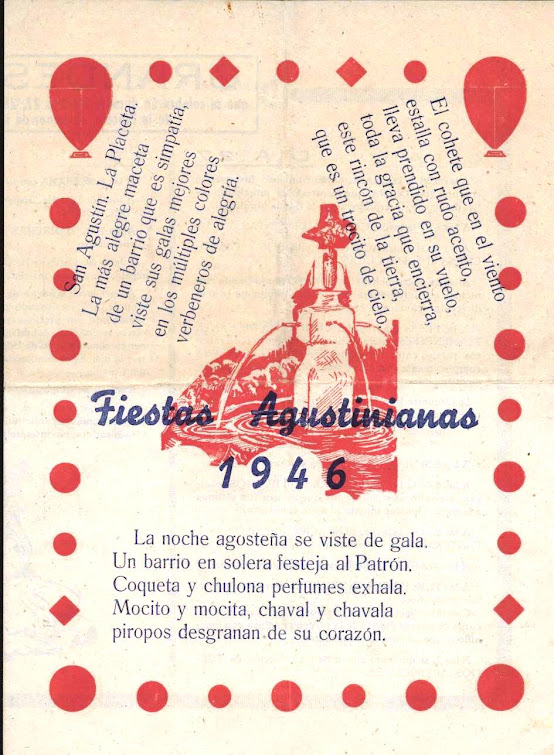 San Agustín. La Placeta.
La más alegre maceta
de un barrio que es simpatía,
viste sus galas mejores
en los múltiples colores
verbeneros de alegría.
El cohete que en el viento
estalla con rudo acento,
lleva prendido en su vuelo,
toda la gracia que encierra,
este rincón de la tierra,
que es un trocito de cielo.
Fiestas Agustinianas
1946
La noche agosteña se viste de gala.
Un barrio en solera festeja al Patrón.
Coqueta y chulona perfumes exhala.
Mocito y mocita, chaval y chavala
piropos desgranan de su corazón.